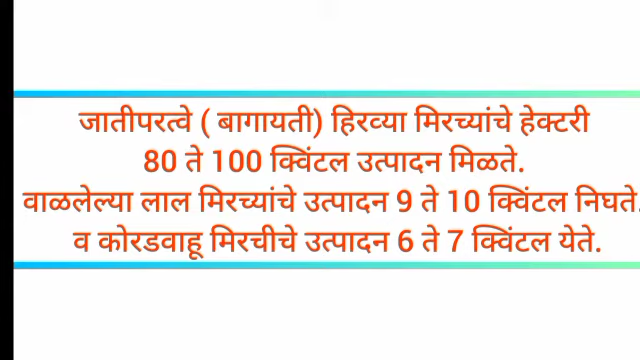 जातीपरत्वे ( बागायती) हिरव्या मिरच्यांचे हेक्टरी
80 ते 100 क्विंटल उत्पादन मिळते.
वाळलेल्या लाल मिरच्यांचे उत्पादन 9 ते 10 क्विंटल निघते.
व कोरडवाहू मिरचीचे उत्पादन 6 ते 7 क्विंटल येते.